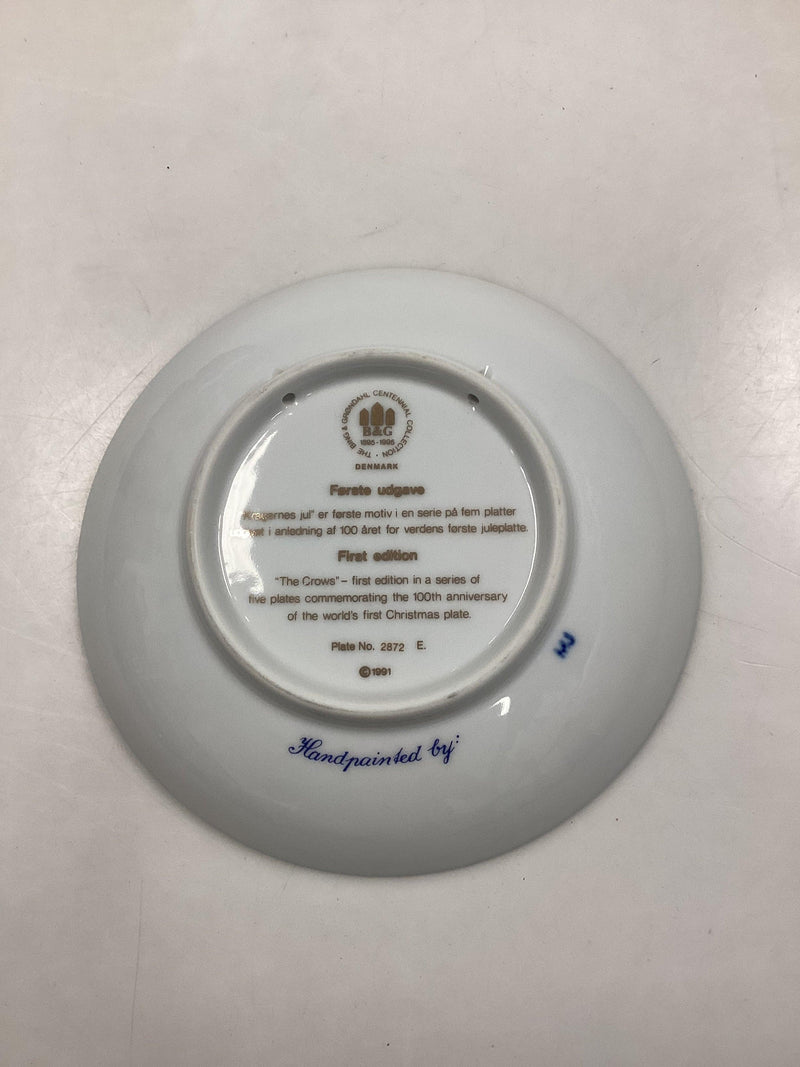 THE BING & GRØNDAHL CENTENNIAL COLLECTION ·
B&G
1895-1995
DENMARK
Første udgave
jul" er første motiv i en serie på fem platter
i anledning af 100 året for verdens første juleplatte.
First edition
"The Crows" – first edition in a series of
five plates commemorating the 100th anniversary
of the world's first Christmas plate.
Plate No. 2872 E.
©1991
Handpainted by: